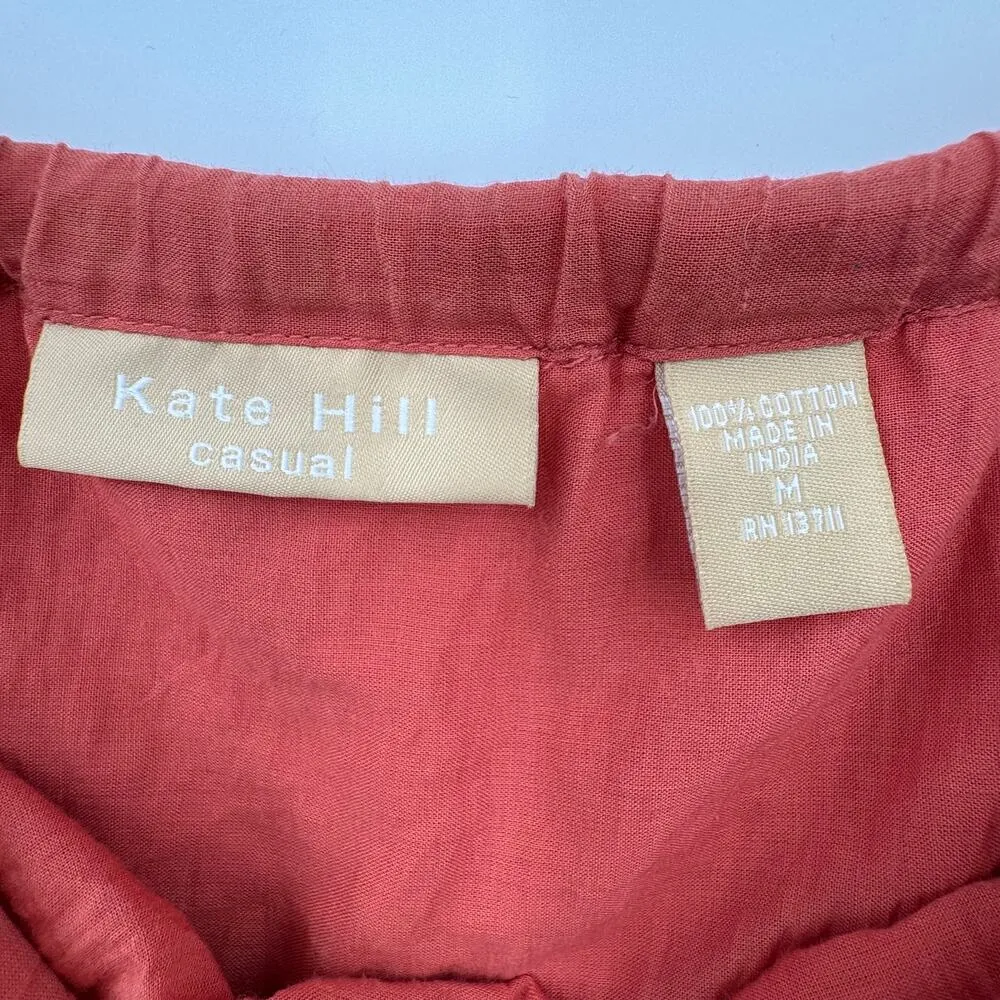 Kate Hill
casual
100% COTTON
MADE IN
INDIA
M
RN 13711